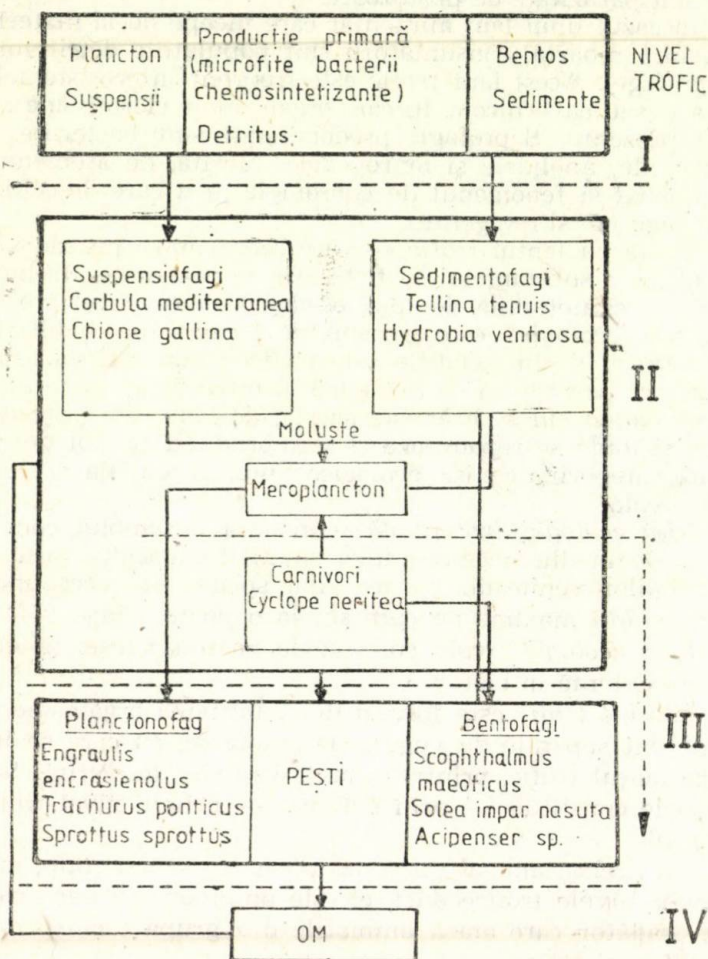 Plancton
Suspensii
Productie primară
(microfite bacterii
chemosintetizante)
Detritus
Bentos
Sedimente
NIVEL
TROFIC
I
Suspensiofagi
Corbula mediterranea
Chione gallina
Sedimentofagi
Tellina tenuis
Hydrobia ventrosa
II
Moluste
Meroplancton
Carnivori
Cyclope neritea
Planctonofag
Engraulis
encrasienolus
Trachurus ponticus
Sprottus sprottus
PESTI
Bentofagi
Scophthalmus
maeoticus
Solea impar nasuta
Acipenser sp.
III
OM
IV